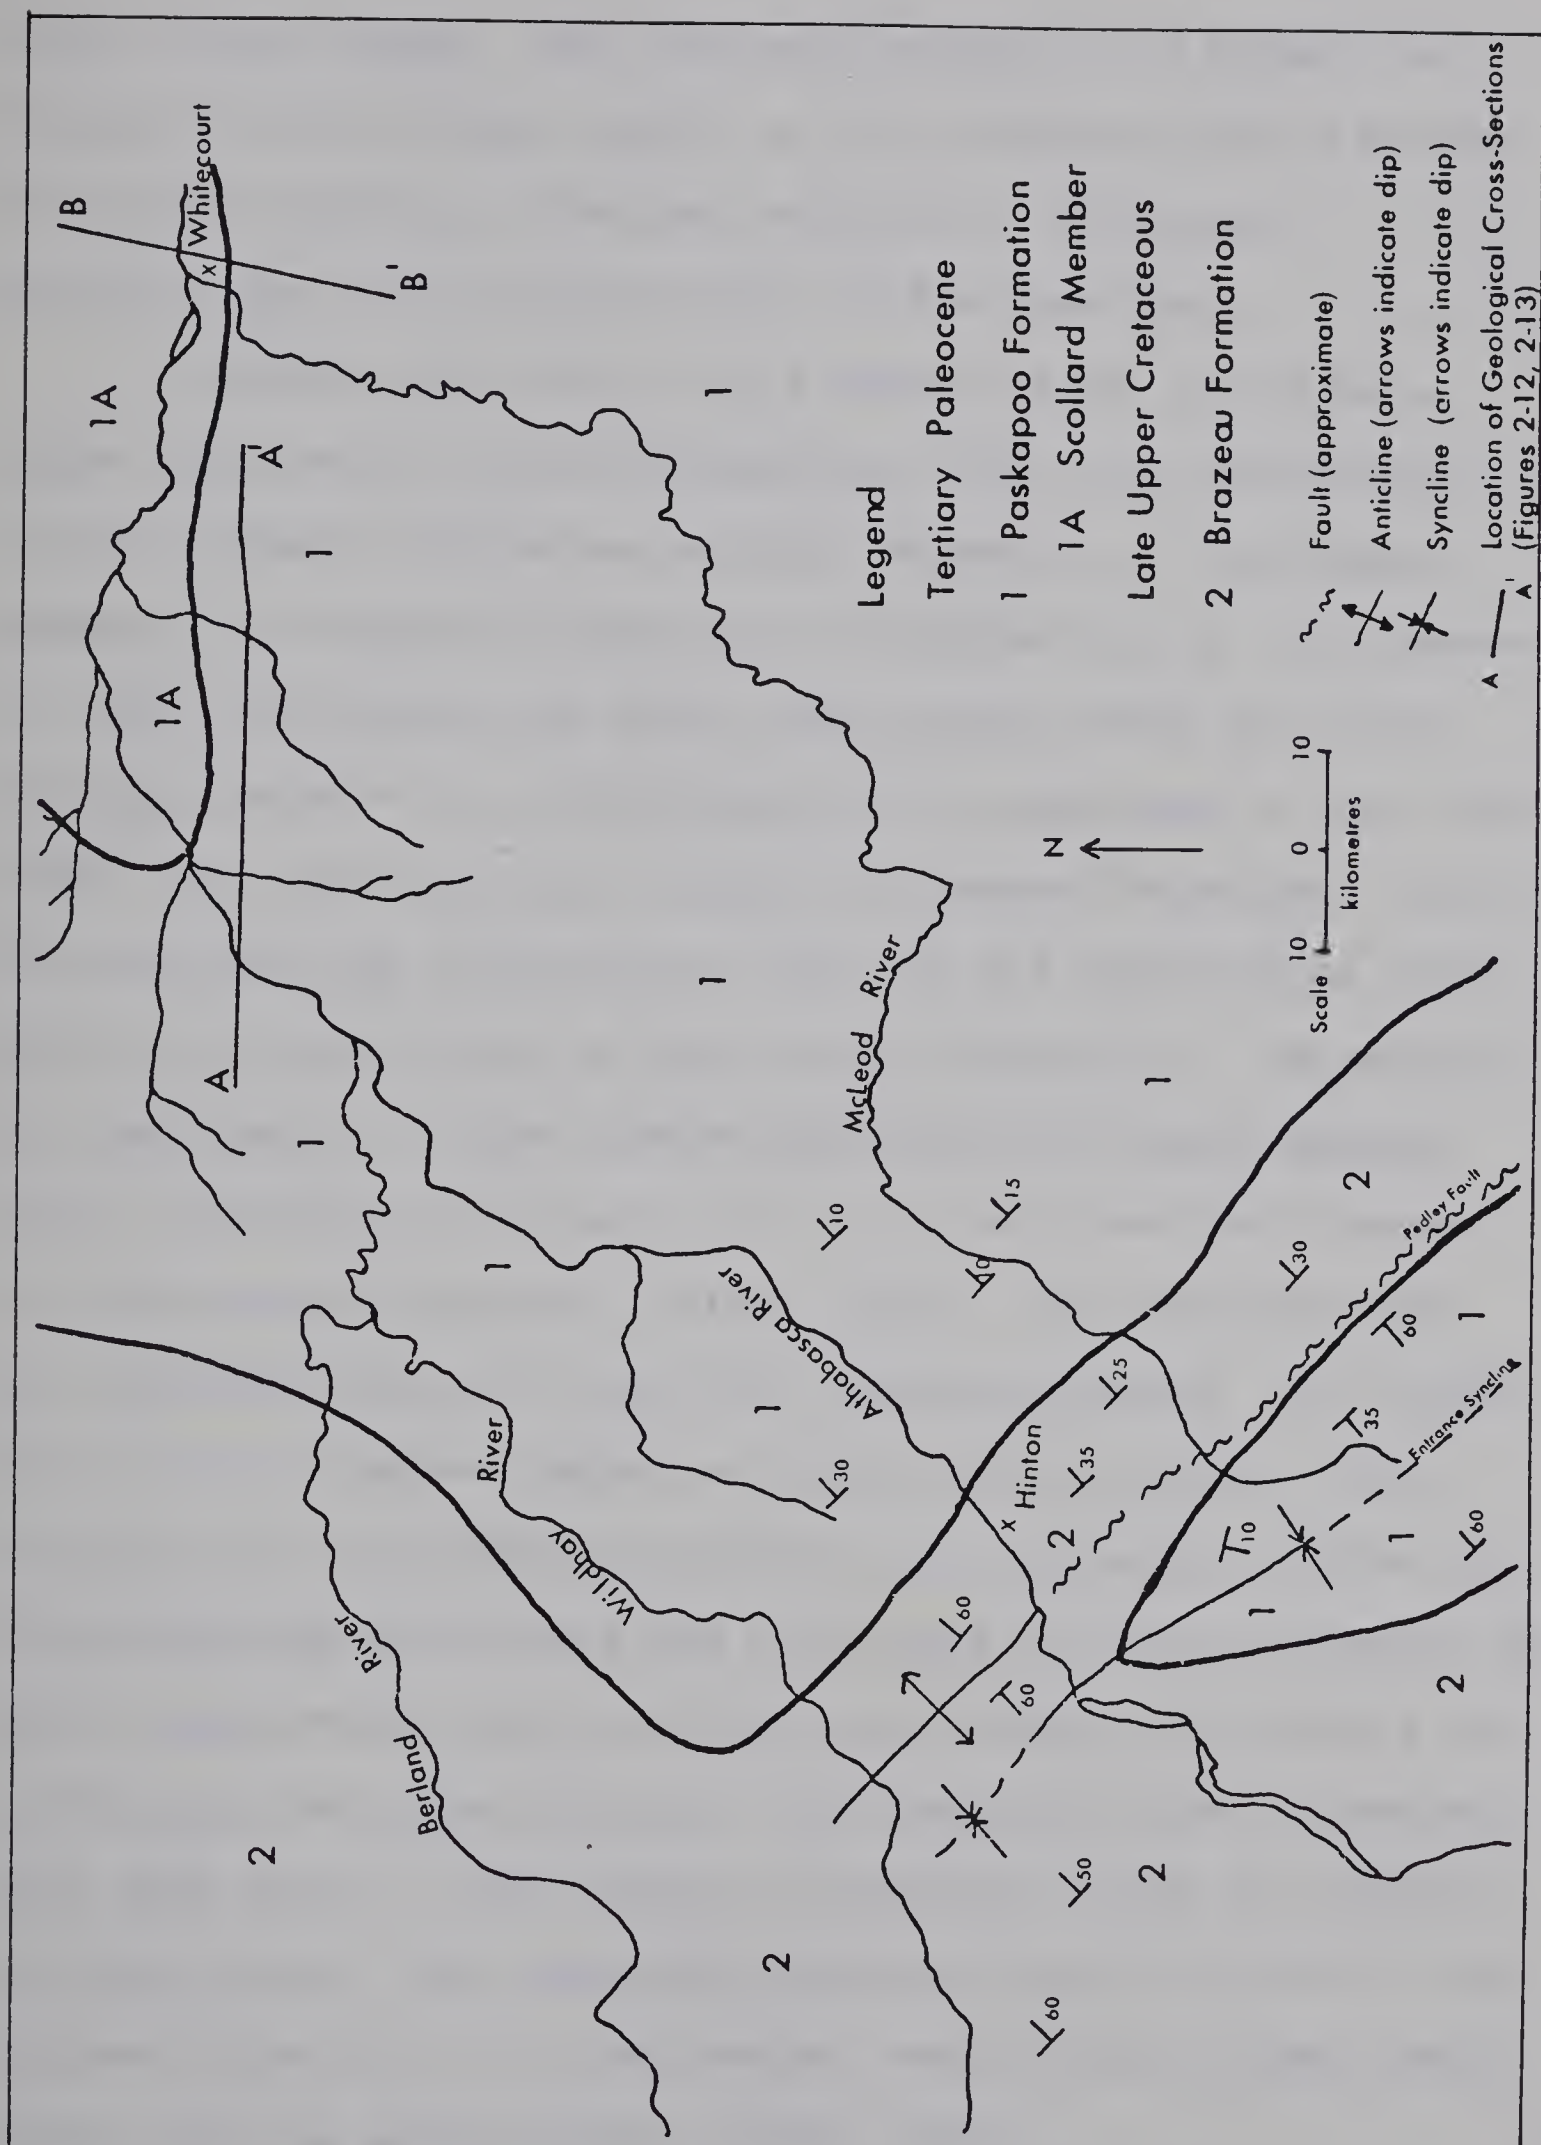 B
Whitecourt
x
B'
1A
A'
1
1A
1
A
1
1
1
McLeod River
1
Berland River
Wildhay River
Athabasca River
1
1
2
2
10
15
30
25
35
x Hinton
2
60
60
50
60
2
2
30
Pedley Fault
60
1
35
Entrance Syncline
10
1
60
1
2
N
10 0 10
Scale
kilometres
Legend
Tertiary Paleocene
1 Paskapoo Formation
1A Scollard Member
Late Upper Cretaceous
2 Brazeau Formation
Fault (approximate)
Anticline (arrows indicate dip)
Syncline (arrows indicate dip)
A A' Location of Geological Cross-Sections
(Figures 2-12, 2-13)